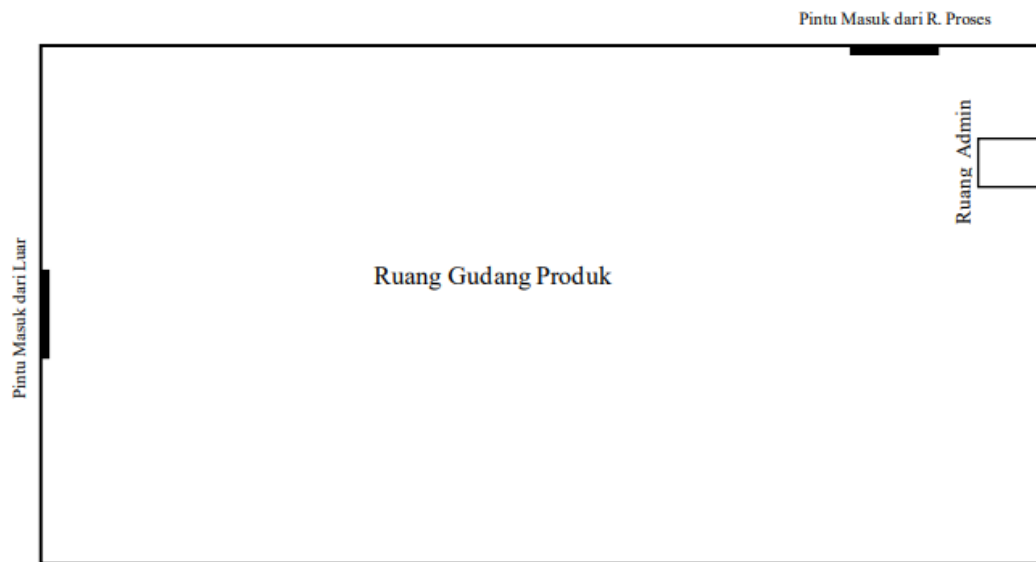 Pintu Masuk dari R. Proses
Ruang Admin
Ruang Gudang Produk
Pintu Masuk dari Luar